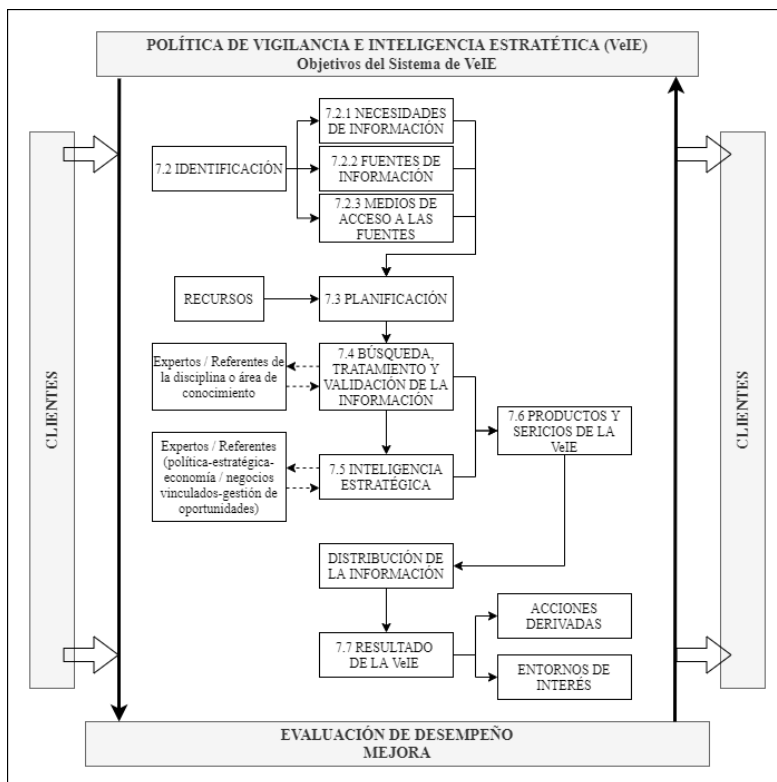 POLÍTICA DE VIGILANCIA E INTELIGENCIA ESTRATÉTICA (VeIE)
Objetivos del Sistema de VeIE
CLIENTES
7.2 IDENTIFICACIÓN
7.2.1 NECESIDADES
DE INFORMACIÓN
7.2.2 FUENTES DE
INFORMACIÓN
7.2.3 MEDIOS DE
ACCESO A LAS
FUENTES
RECURSOS
7.3 PLANIFICACIÓN
Expertos / Referentes de
la disciplina o área de
conocimiento
7.4 BÚSQUEDA,
TRATAMIENTO Y
VALIDACIÓN DE LA
INFORMACIÓN
Expertos / Referentes
(política-estratégica-
economía / negocios
vinculados-gestión de
oportunidades)
7.5 INTELIGENCIA
ESTRATÉGICA
7.6 PRODUCTOS Y
SERICIOS DE LA
VeIE
DISTRIBUCIÓN DE
LA INFORMACIÓN
7.7 RESULTADO
DE LA VeIE
ACCIONES
DERIVADAS
ENTORNOS DE
INTERÉS
CLIENTES
EVALUACIÓN DE DESEMPEÑO
MEJORA